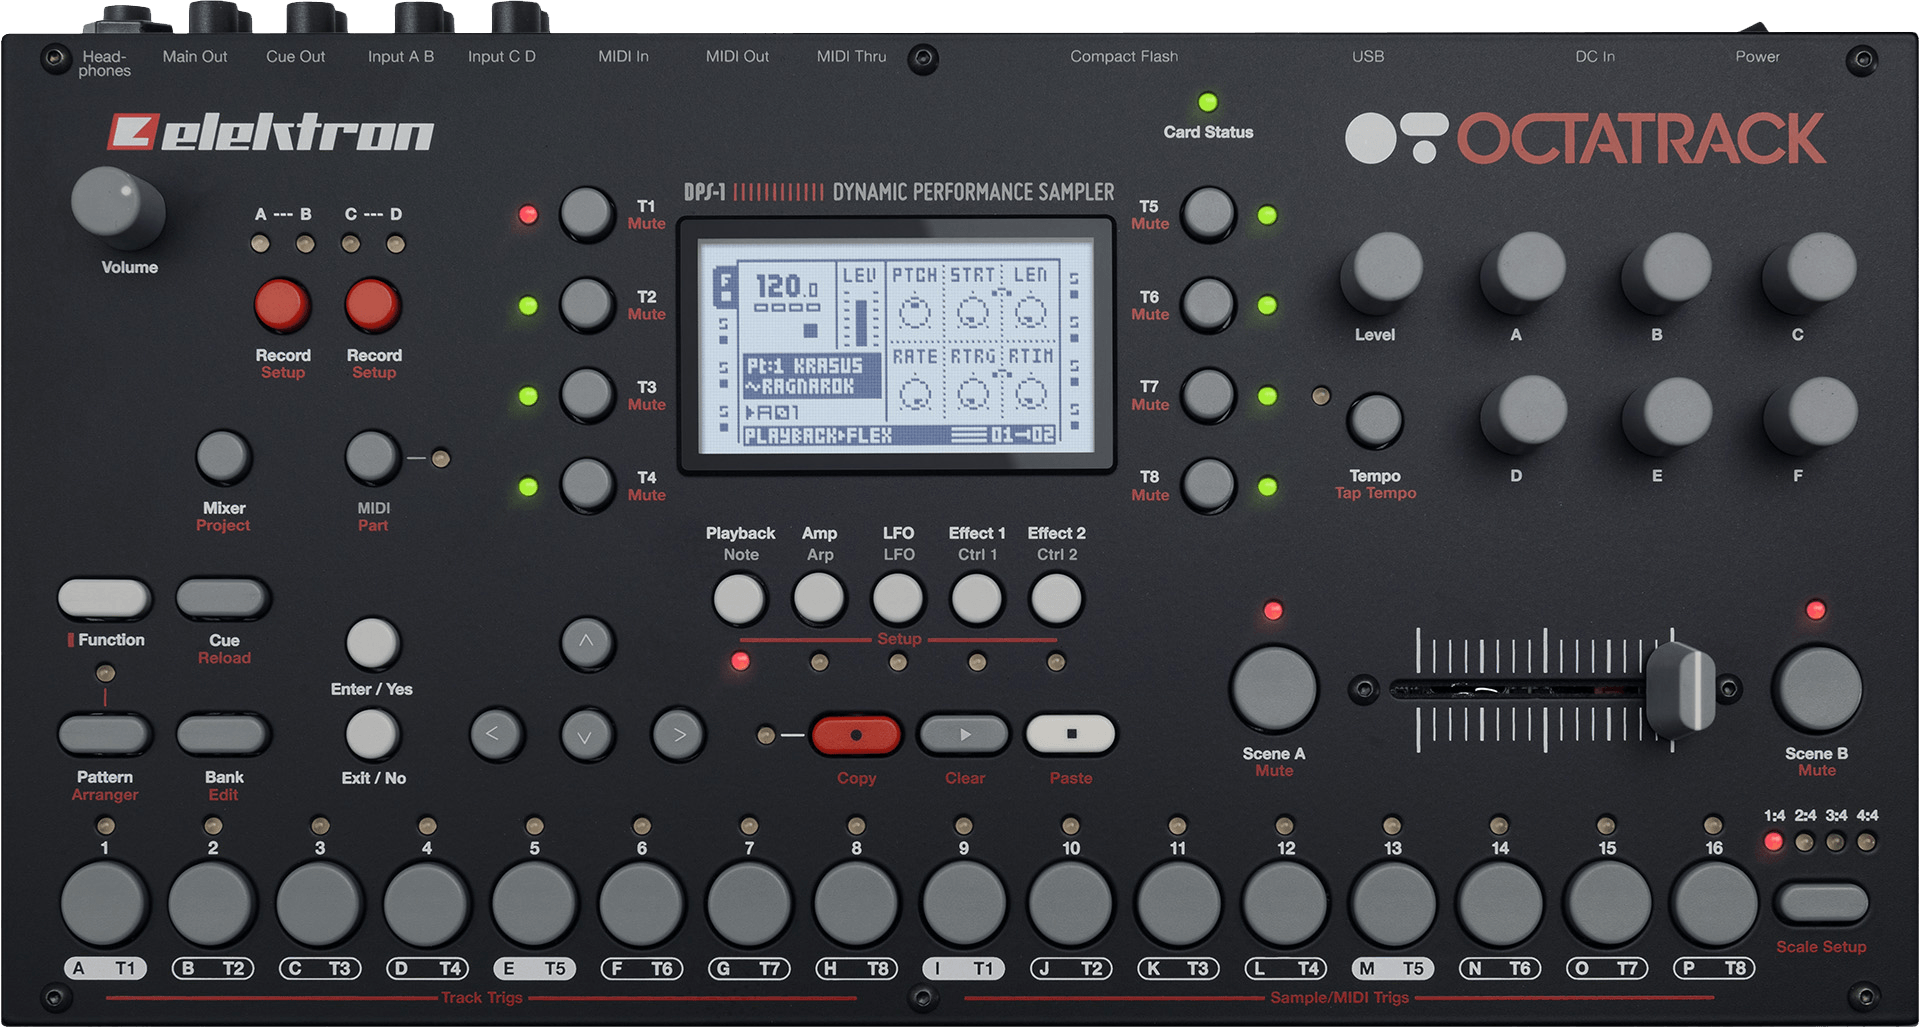 Head-
phones
Main Out
Cue Out
Input A B
Input C D
MIDI In
MIDI Out
MIDI Thru
Compact Flash
USB
DC In
Power
elektron
Card Status
OCTATRACK
DPS-1 DYNAMIC PERFORMANCE SAMPLER
Volume
A --- B
C --- D
Record
Setup
Record
Setup
Mixer
Project
MIDI
Part
T1
Mute
T2
Mute
T3
Mute
T4
Mute
F
120.0
LEV
PTCH STRT LEN
RATE RTRG RTIM
S
S
S
S
S
S
S
Pt:1 KRASUS
~RAGNAROK
A01
PLAYBACK FLEX
01→02
T5
Mute
T6
Mute
T7
Mute
T8
Mute
Level
A
B
C
Tempo
Tap Tempo
D
E
F
Playback
Note
Amp
Arp
LFO
LFO
Effect 1
Ctrl 1
Effect 2
Ctrl 2
Setup
Function
Cue
Reload
Enter / Yes
Pattern
Arranger
Bank
Edit
Exit / No
Copy
Clear
Paste
Scene A
Mute
Scene B
Mute
1 2 3 4 5 6 7 8 9 10 11 12 13 14 15 16
1:4 2:4 3:4 4:4
Scale Setup
A T1
B T2
C T3
D T4
E T5
F T6
G T7
H T8
I T1
J T2
K T3
L T4
M T5
N T6
O T7
P T8
Track Trigs
Sample/MIDI Trigs